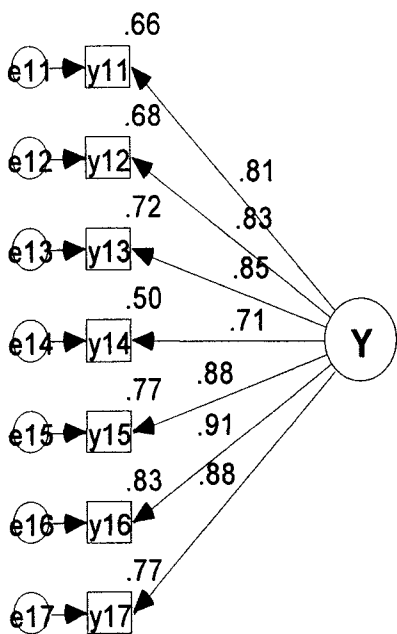 .66
e11 y11
.68
.81
e12 y12
.83
.72
.85
e13 y13
.50
.71
e14 y14
Y
.77
.88
e15 y15
.91
.83
.88
e16 y16
.77
e17 y17